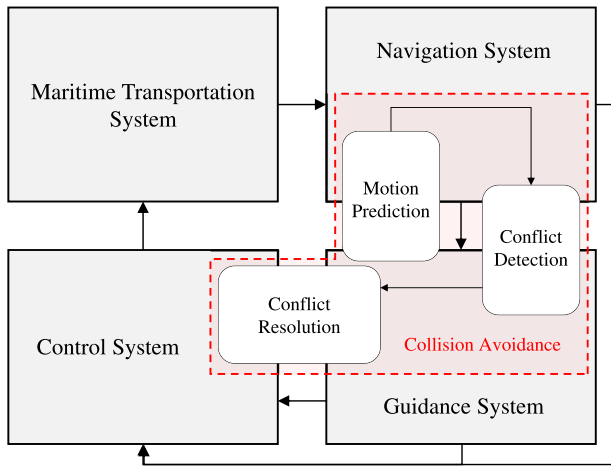 Maritime Transportation
System
Navigation System
Motion
Prediction
Conflict
Detection
Conflict
Resolution
Collision Avoidance
Control System
Guidance System